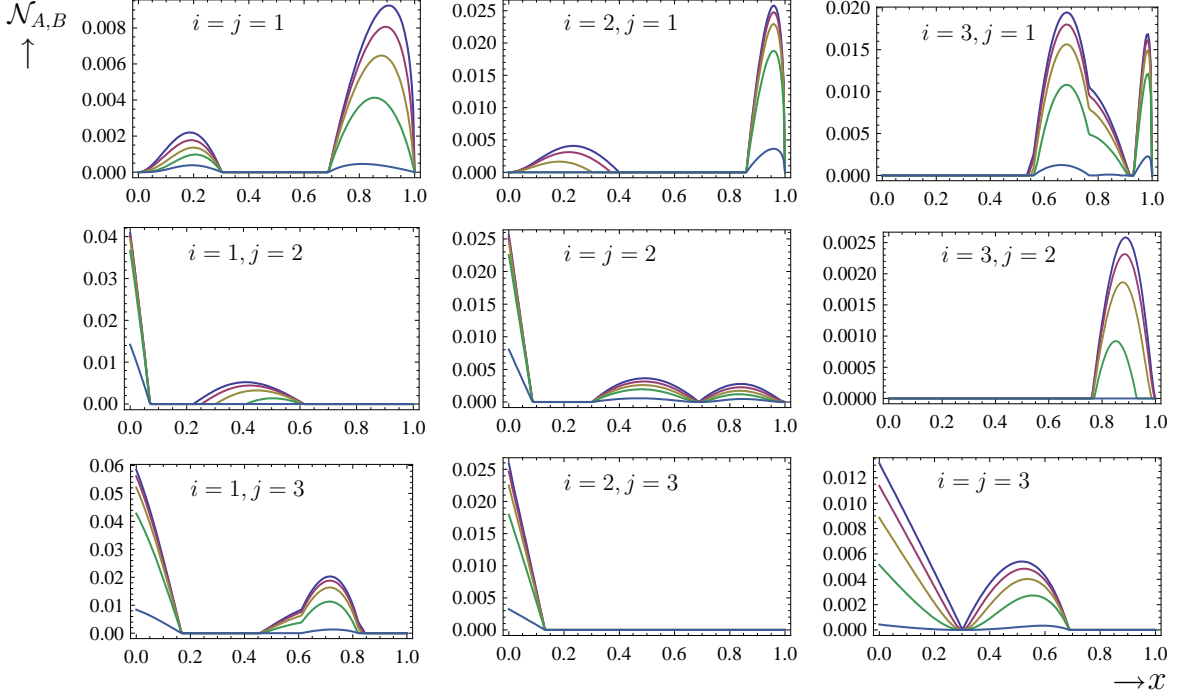 𝒩_{A,B}
↑
i = j = 1
0.008
0.006
0.004
0.002
0.000
0.0 0.2 0.4 0.6 0.8 1.0
i = 2, j = 1
0.025
0.020
0.015
0.010
0.005
0.000
0.0 0.2 0.4 0.6 0.8 1.0
i = 3, j = 1
0.020
0.015
0.010
0.005
0.000
0.0 0.2 0.4 0.6 0.8 1.0
i = 1, j = 2
0.04
0.03
0.02
0.01
0.00
0.0 0.2 0.4 0.6 0.8 1.0
i = j = 2
0.025
0.020
0.015
0.010
0.005
0.000
0.0 0.2 0.4 0.6 0.8 1.0
i = 3, j = 2
0.0025
0.0020
0.0015
0.0010
0.0005
0.0000
0.0 0.2 0.4 0.6 0.8 1.0
i = 1, j = 3
0.06
0.05
0.04
0.03
0.02
0.01
0.00
0.0 0.2 0.4 0.6 0.8 1.0
i = 2, j = 3
0.025
0.020
0.015
0.010
0.005
0.000
0.0 0.2 0.4 0.6 0.8 1.0
i = j = 3
0.012
0.010
0.008
0.006
0.004
0.002
0.000
0.0 0.2 0.4 0.6 0.8 1.0
→x